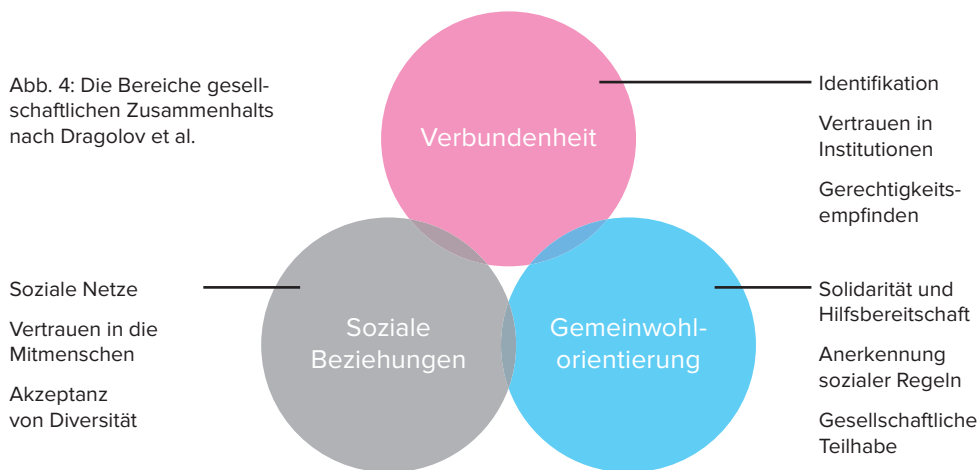 Abb. 4: Die Bereiche gesell-
schaftlichen Zusammenhalts
nach Dragolov et al.
Verbundenheit
Identifikation
Vertrauen in
Institutionen
Gerechtigkeits-
empfinden
Soziale Netze
Vertrauen in die
Mitmenschen
Akzeptanz
von Diversität
Soziale
Beziehungen
Gemeinwohl-
orientierung
Solidarität und
Hilfsbereitschaft
Anerkennung
sozialer Regeln
Gesellschaftliche
Teilhabe